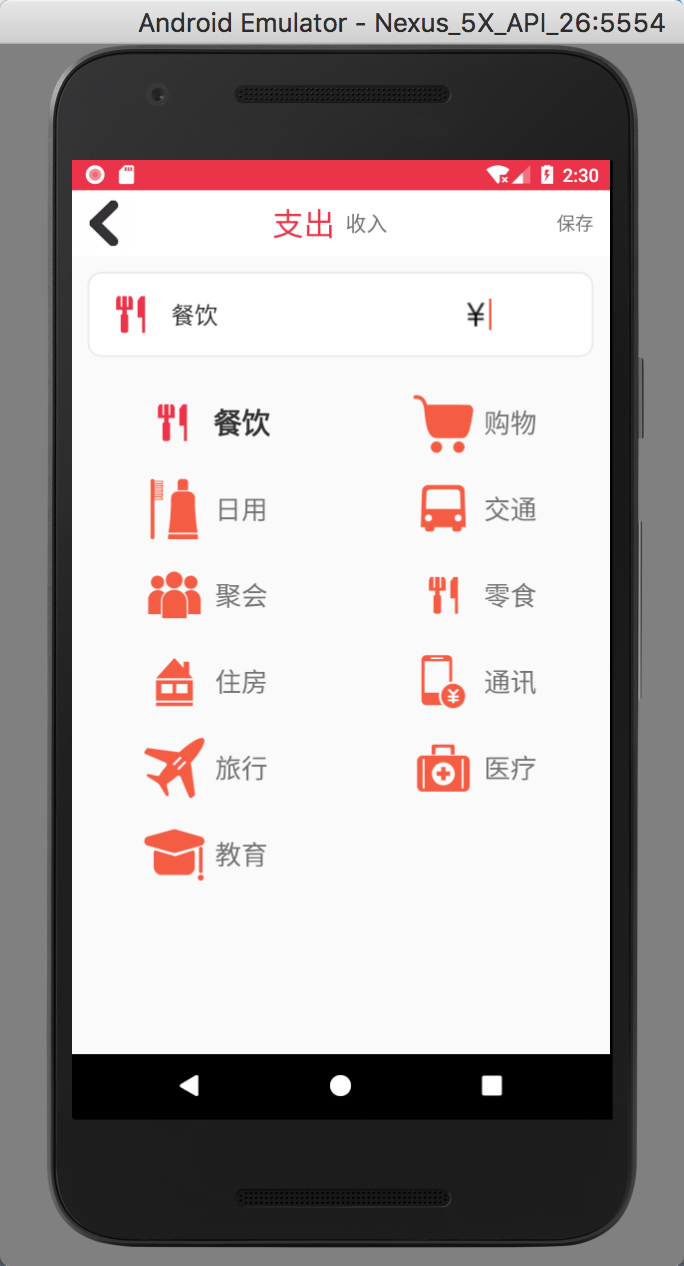 Android Emulator - Nexus_5X_API_26:5554
2:30
支出 收入 保存
餐饮 ¥
餐饮 购物
日用 交通
聚会 零食
住房 通讯
旅行 医疗
教育